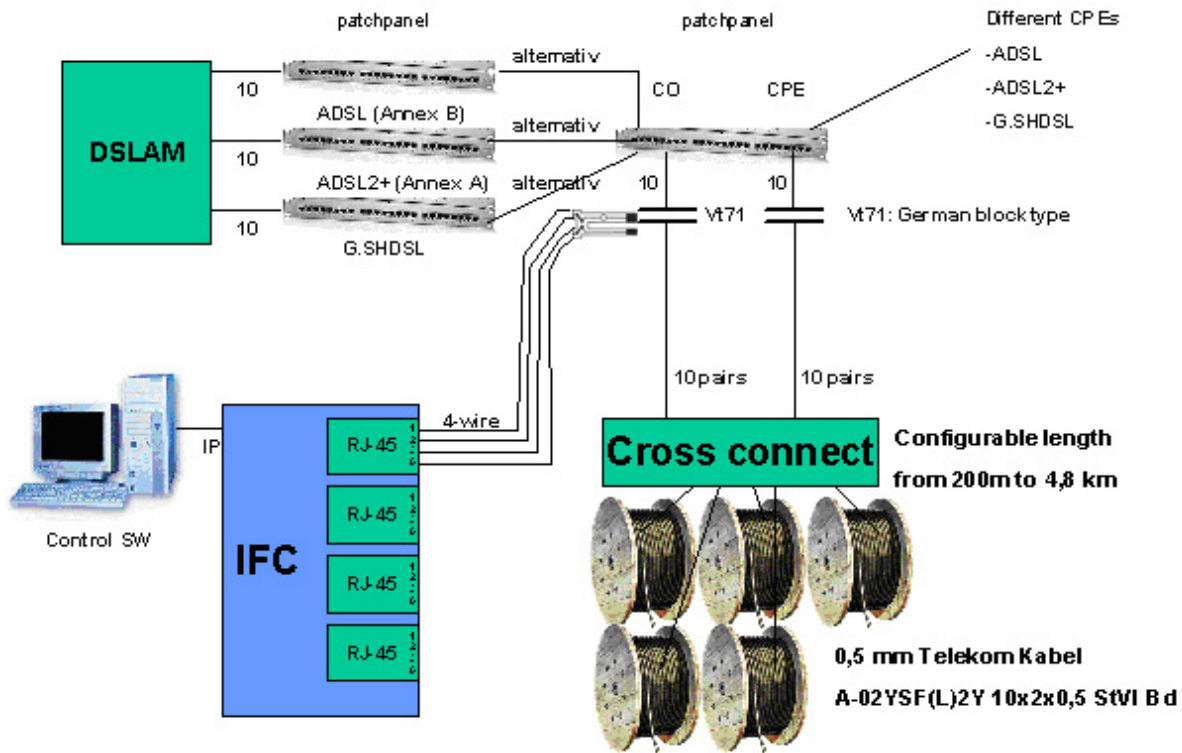 patchpanel
patchpanel
Different CPEs
-ADSL
-ADSL2+
-G.SHDSL
alternativ
10
CO
CPE
ADSL (Annex B)
alternativ
DSLAM
10
ADSL2+ (Annex A)
alternativ
10
10
10
G.SHDSL
Vt71
Vt71: German block type
10 pairs
10 pairs
IP
4-wire
RJ-45
Cross connect
Configurable length
from 200m to 4,8 km
RJ-45
Control SW
IFC
RJ-45
RJ-45
0,5 mm Telekom Kabel
A-02YSF(L)2Y 10x2x0,5 StVI Bd